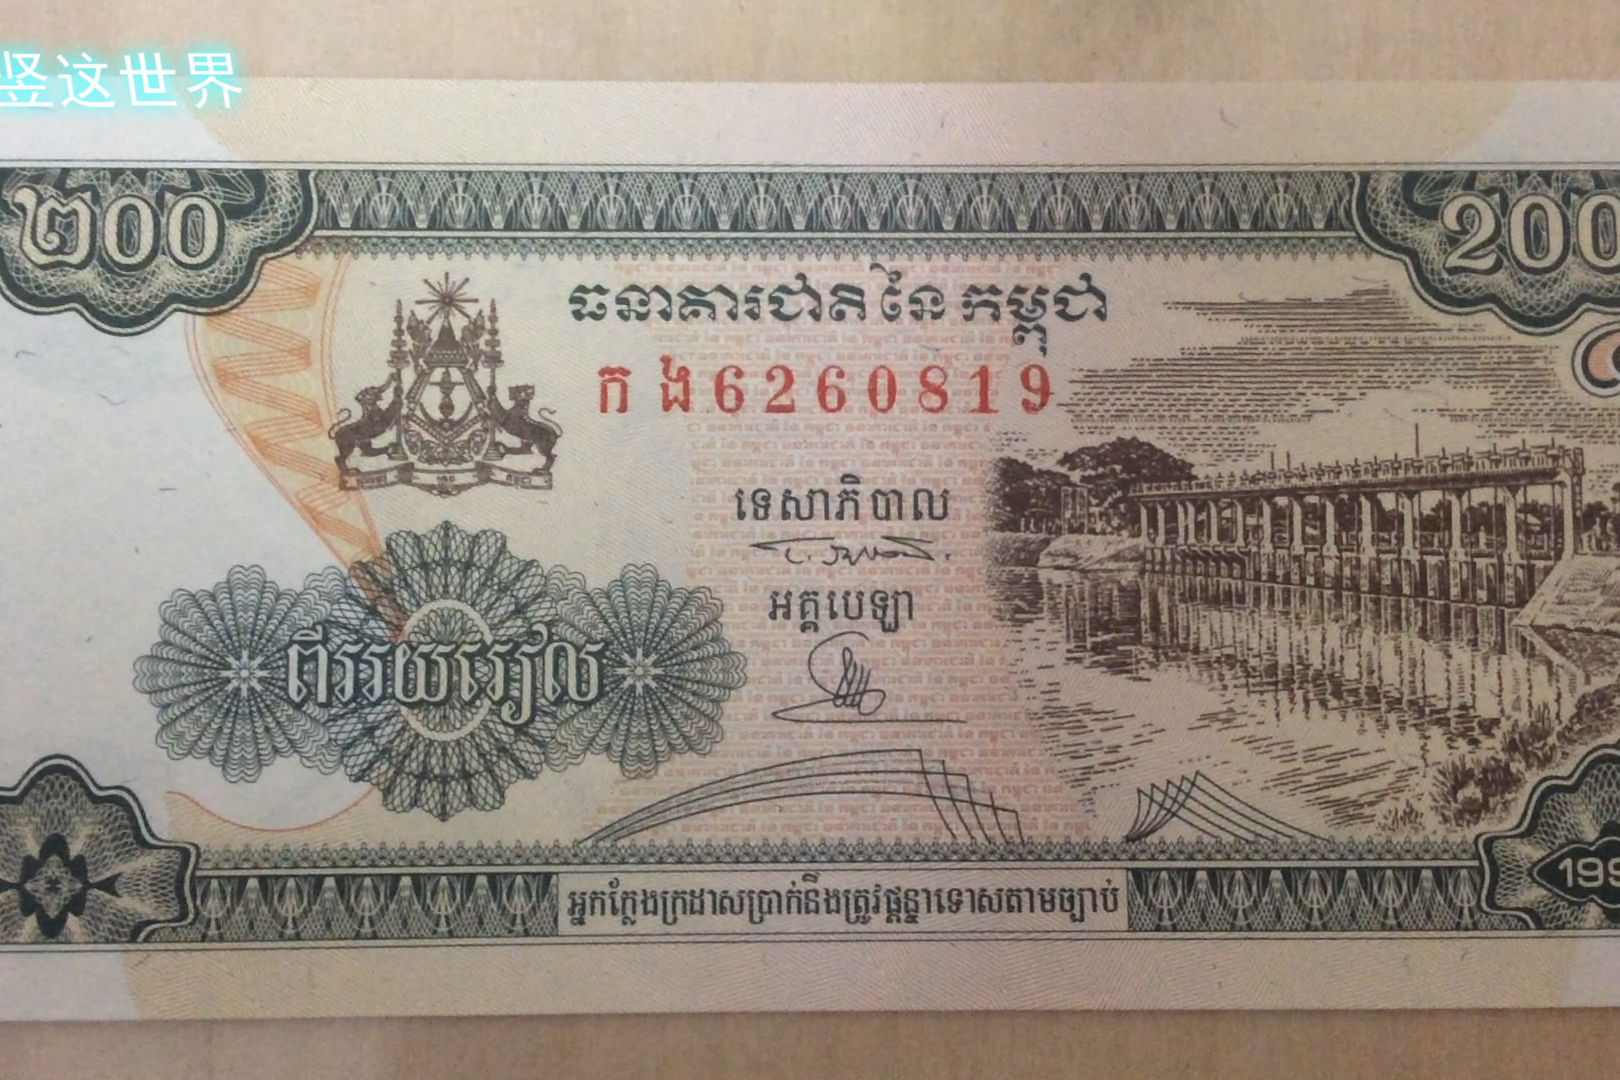 竖这世界
២00 200
ធនាគារជាតិ នៃ កម្ពុជា
ក ង 6260819
ទេសាភិបាល
អគ្គបេឡា
ពីររយរៀល
199
អ្នកក្លែងក្រដាសប្រាក់នឹងត្រូវផ្តន្ទាទោសតាមច្បាប់